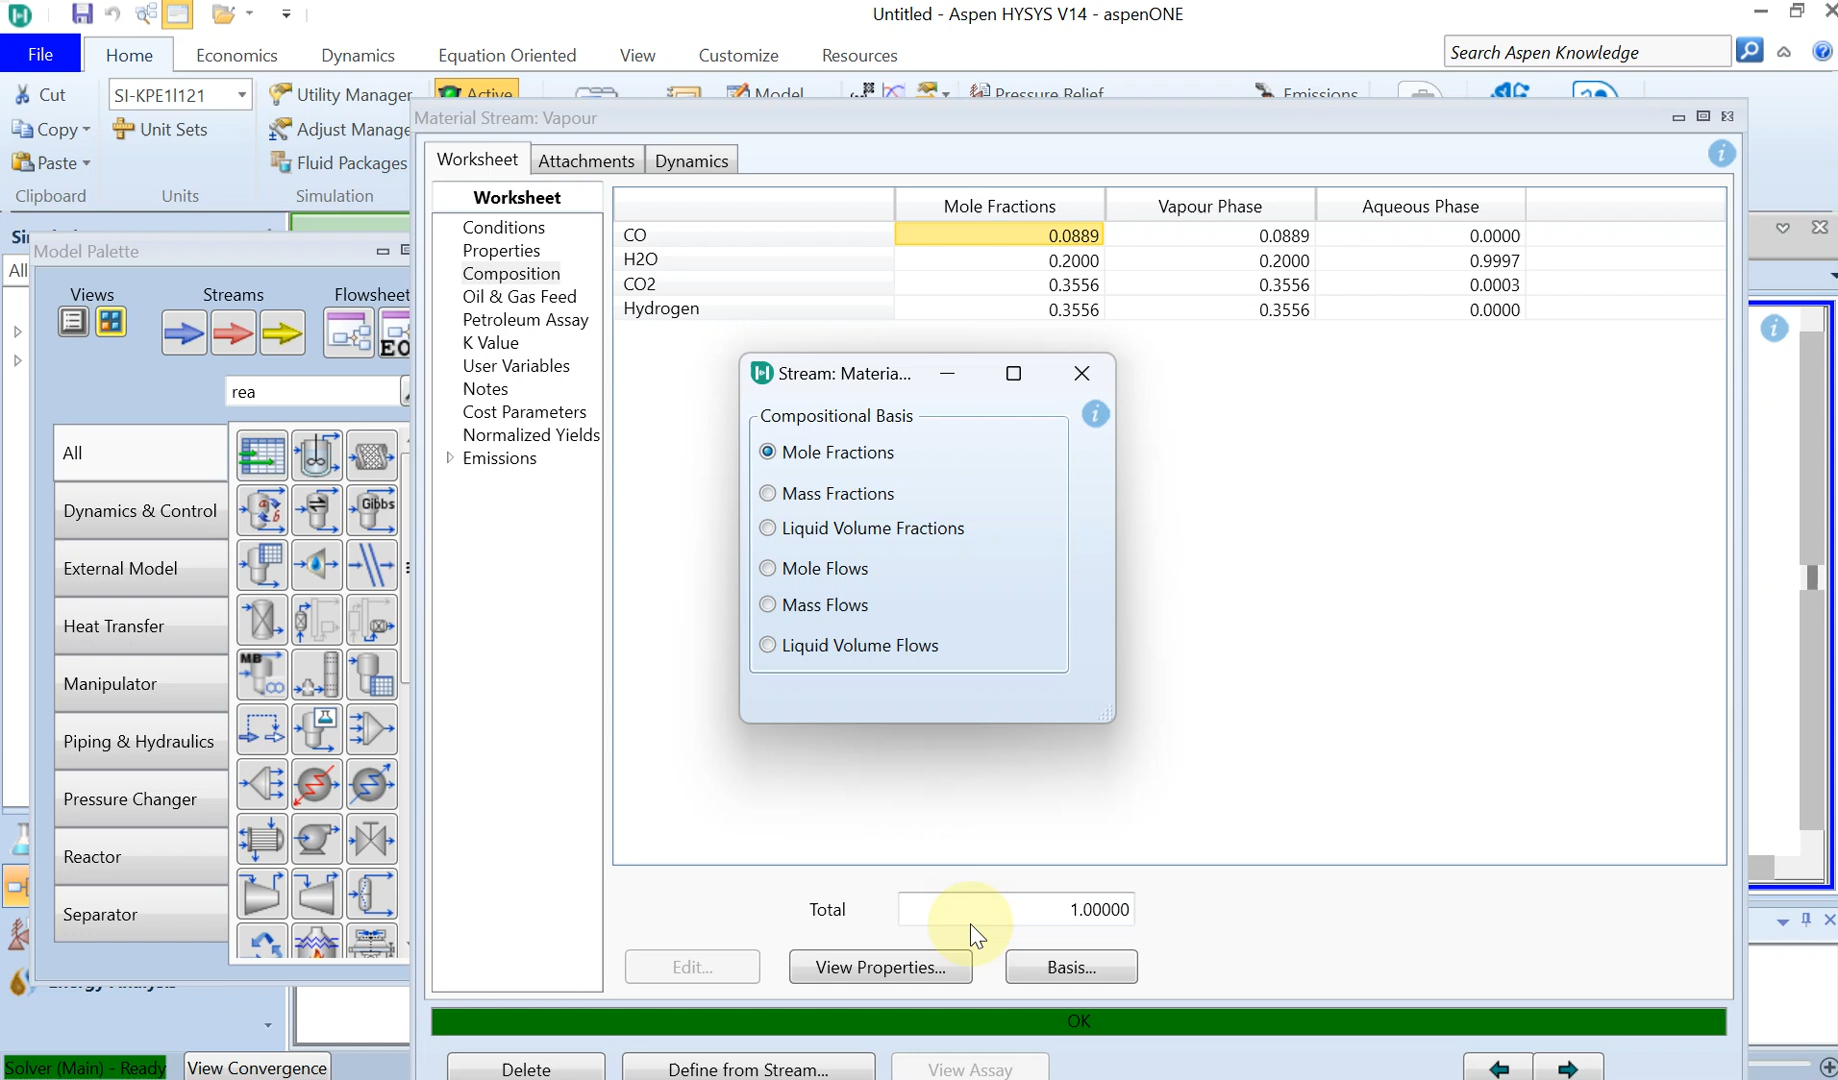 Untitled - Aspen HYSYS V14 - aspenONE
File Home Economics Dynamics Equation Oriented View Customize Resources
Search Aspen Knowledge
Cut SI-KPE1l121 Utility Manager Active Model Pressure Relief Emissions
Copy Unit Sets Adjust Manage
Paste Fluid Packages
Clipboard Units Simulation
Material Stream: Vapour
Worksheet Attachments Dynamics
Model Palette
All
Views Streams Flowsheet
EO
rea
All
Dynamics & Control
External Model
Heat Transfer
Manipulator
Piping & Hydraulics
Pressure Changer
Reactor
Separator
Gibbs
MB
Worksheet
Conditions
Properties
Composition
Oil & Gas Feed
Petroleum Assay
K Value
User Variables
Notes
Cost Parameters
Normalized Yields
Emissions
Mole Fractions Vapour Phase Aqueous Phase
CO 0.0889 0.0889 0.0000
H2O 0.2000 0.2000 0.9997
CO2 0.3556 0.3556 0.0003
Hydrogen 0.3556 0.3556 0.0000
Stream: Materia...
Compositional Basis
Mole Fractions
Mass Fractions
Liquid Volume Fractions
Mole Flows
Mass Flows
Liquid Volume Flows
Total 1.00000
Edit... View Properties... Basis...
OK
Delete Define from Stream... View Assay
Solver (Main) - Ready View Convergence